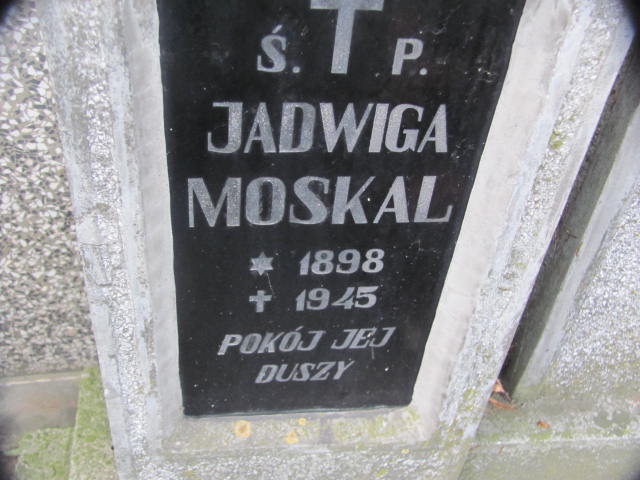 Ś. P.
JADWIGA
MOSKAL
* 1898
✝ 1945
POKÓJ JEJ
DUSZY